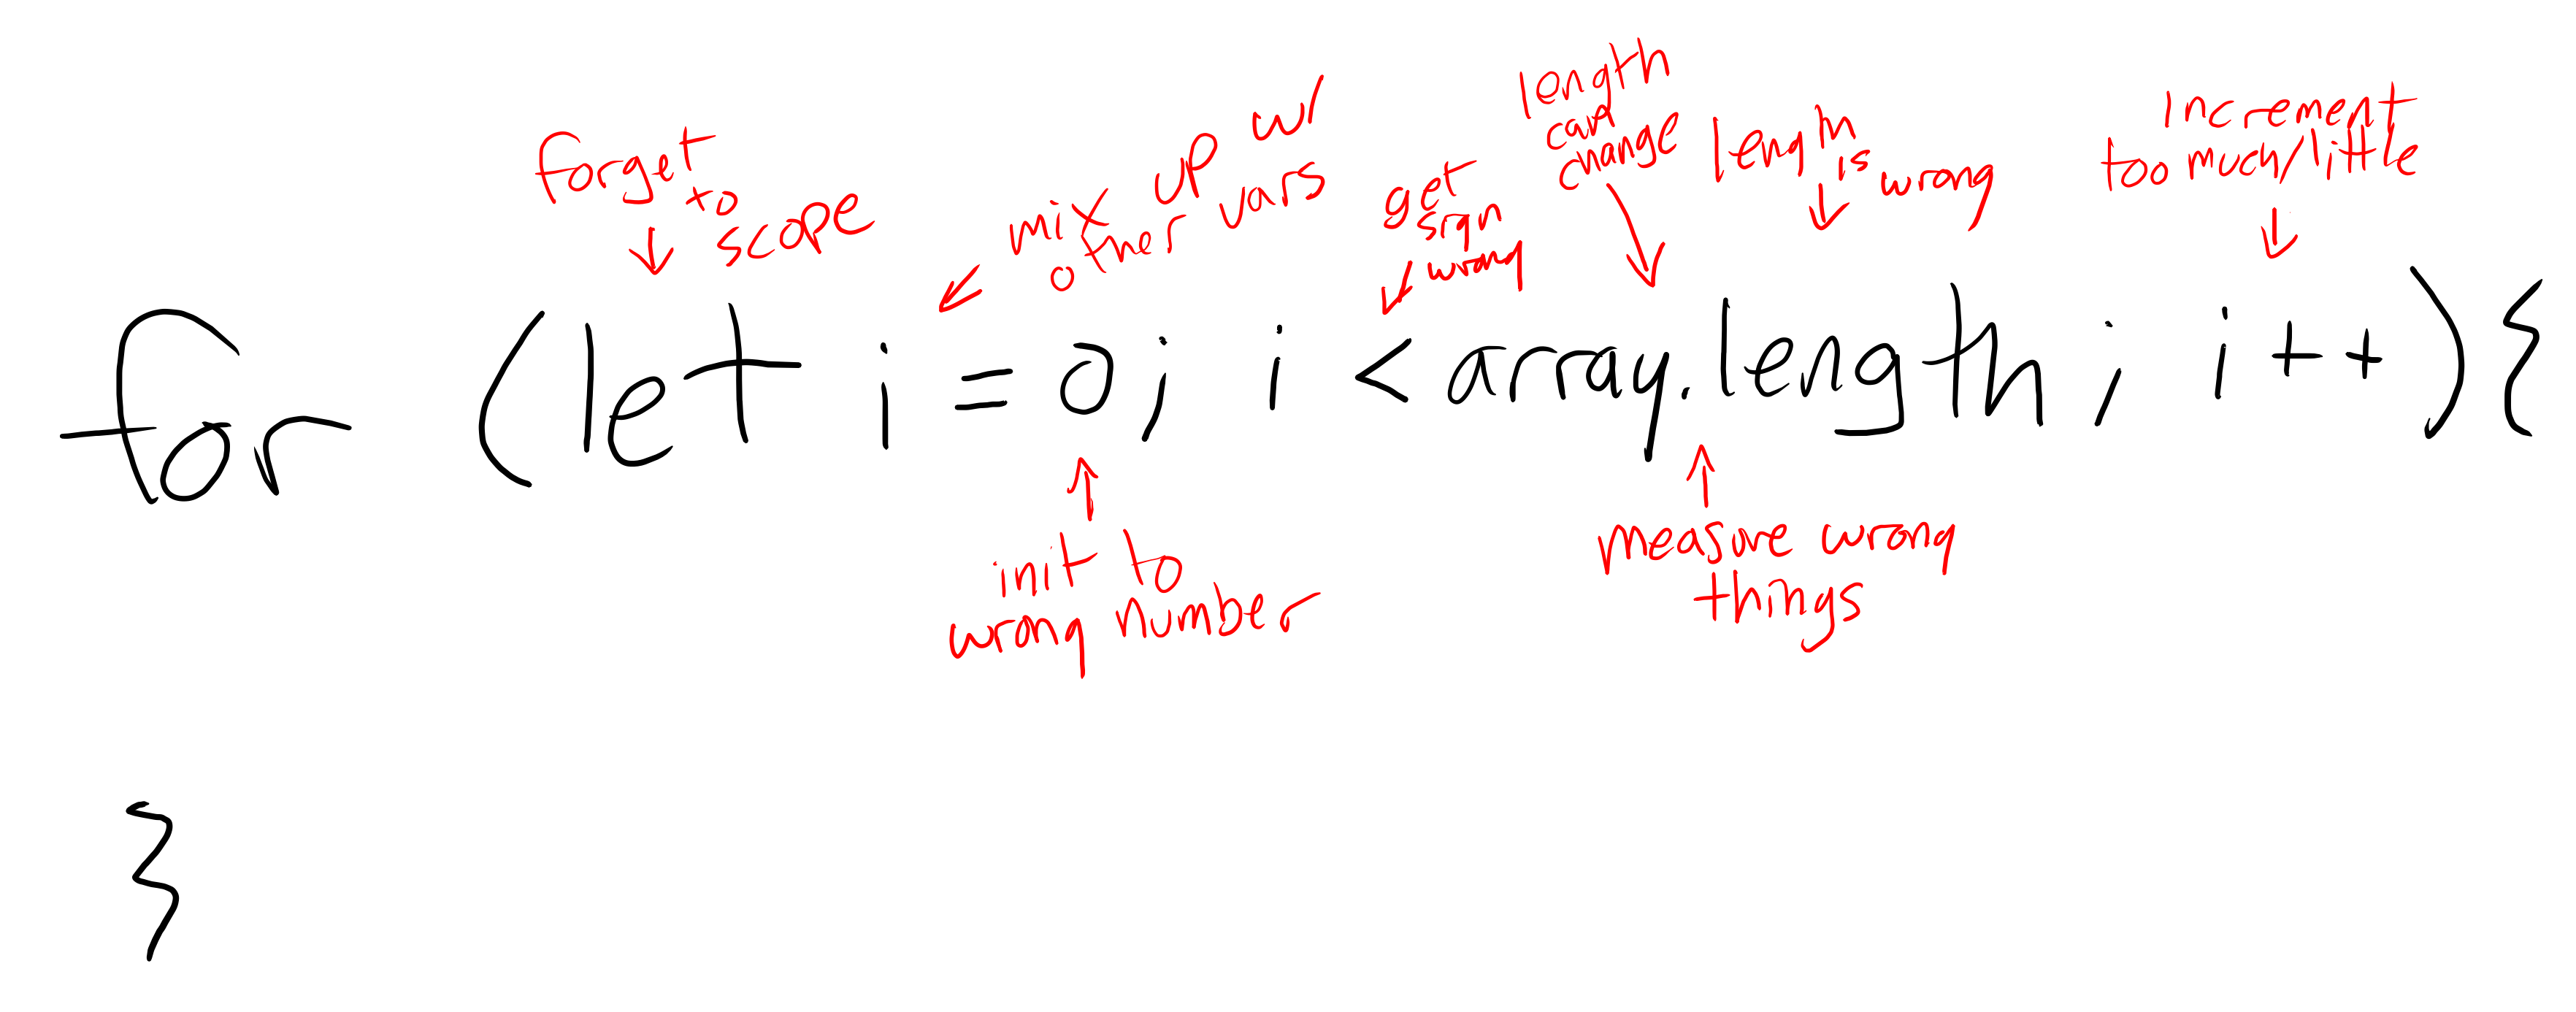 forget
to
scope
mix up w/
other vars
get
sign
wrong
length
can
change
length
is
wrong
increment
too much/little
for (let i = 0; i < array.length; i++){
init to
wrong number
measure wrong
things
}